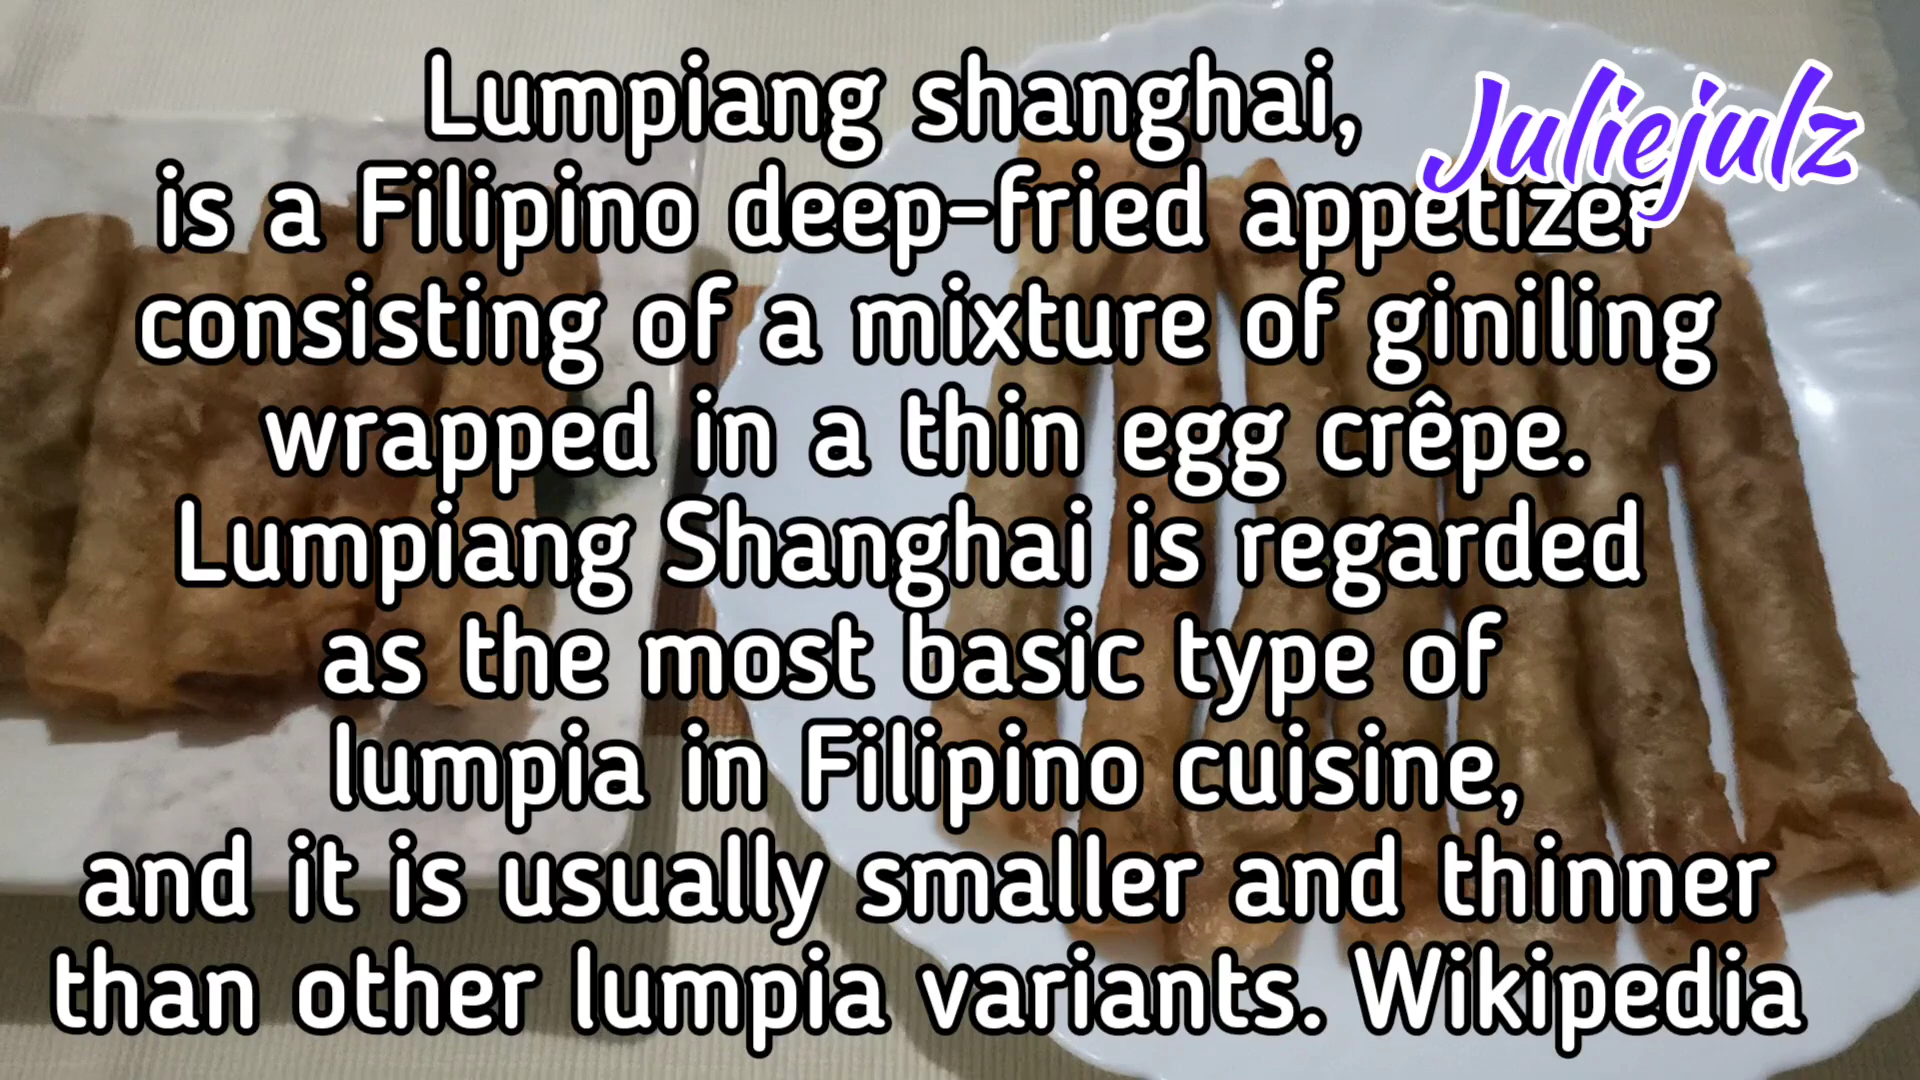 Lumpiang shanghai,
Juliejulz
is a Filipino deep-fried appetizer
consisting of a mixture of giniling
wrapped in a thin egg crêpe.
Lumpiang Shanghai is regarded
as the most basic type of
lumpia in Filipino cuisine,
and it is usually smaller and thinner
than other lumpia variants. Wikipedia